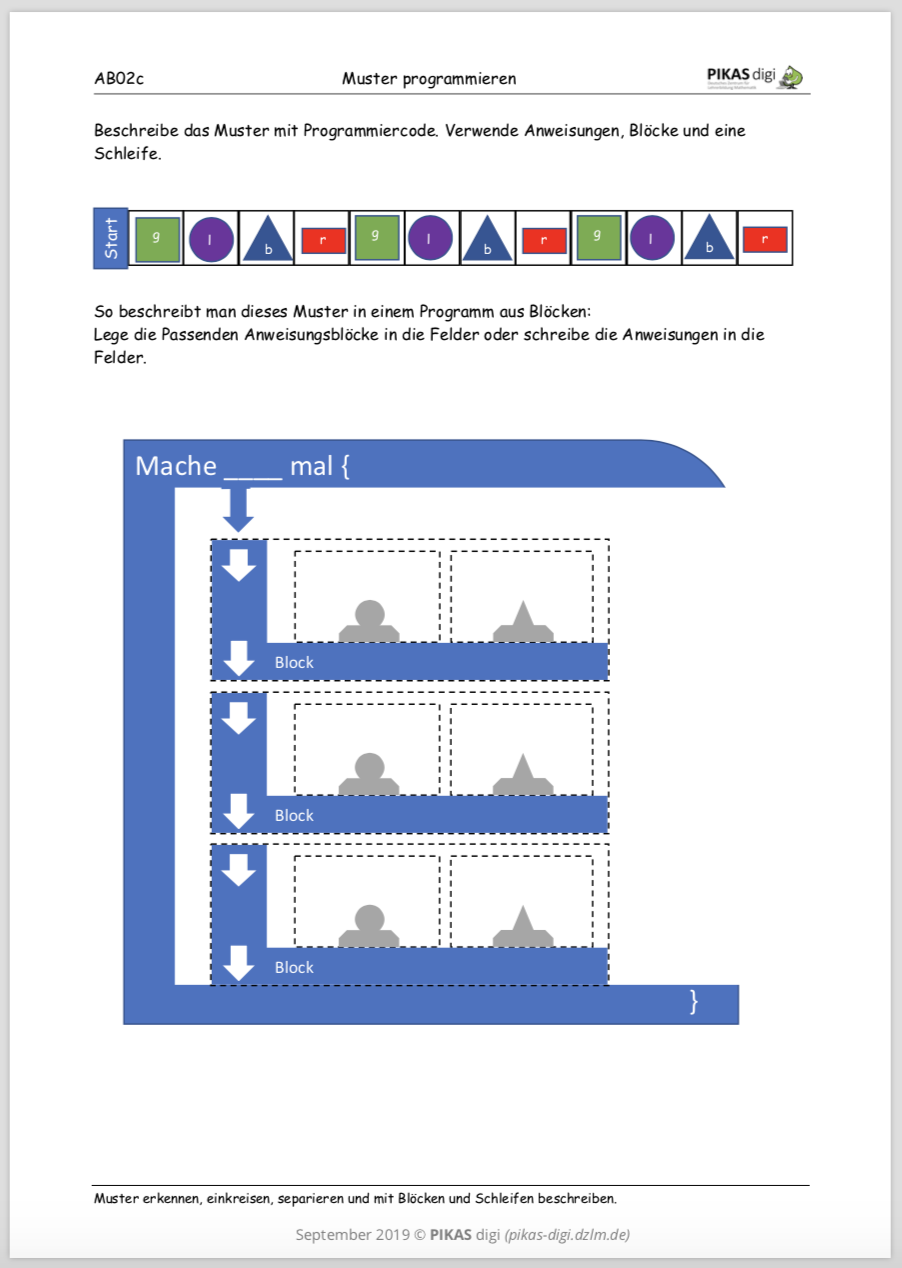 AB02c Muster programmieren PIKAS digi
Beschreibe das Muster mit Programmiercode. Verwende Anweisungen, Blöcke und eine
Schleife.
Start g l b r g l b r g l b r
So beschreibt man dieses Muster in einem Programm aus Blöcken:
Lege die Passenden Anweisungsblöcke in die Felder oder schreibe die Anweisungen in die
Felder.
Mache ____ mal {
Block
Block
Block
}
Muster erkennen, einkreisen, separieren und mit Blöcken und Schleifen beschreiben.
September 2019 © PIKAS digi (pikas-digi.dzlm.de)